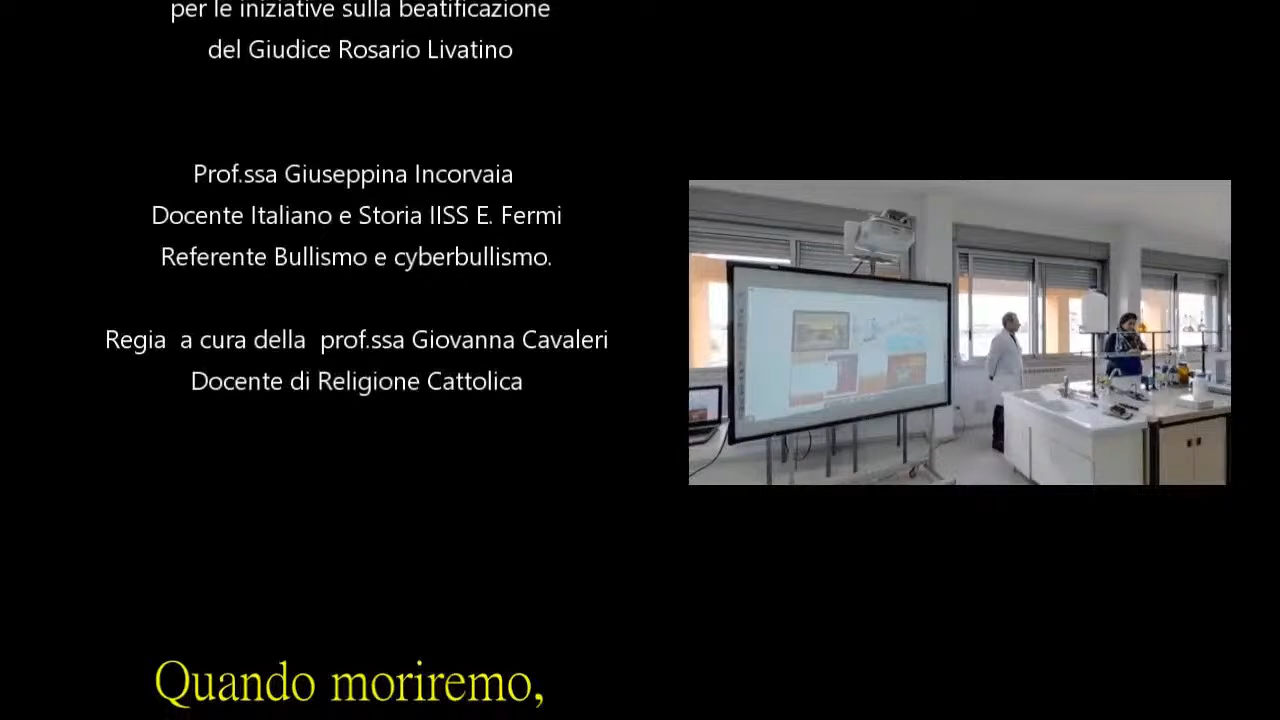 per le iniziative sulla beatificazione
del Giudice Rosario Livatino
Prof.ssa Giuseppina Incorvaia
Docente Italiano e Storia IISS E. Fermi
Referente Bullismo e cyberbullismo.
Regia a cura della prof.ssa Giovanna Cavaleri
Docente di Religione Cattolica
Quando moriremo,